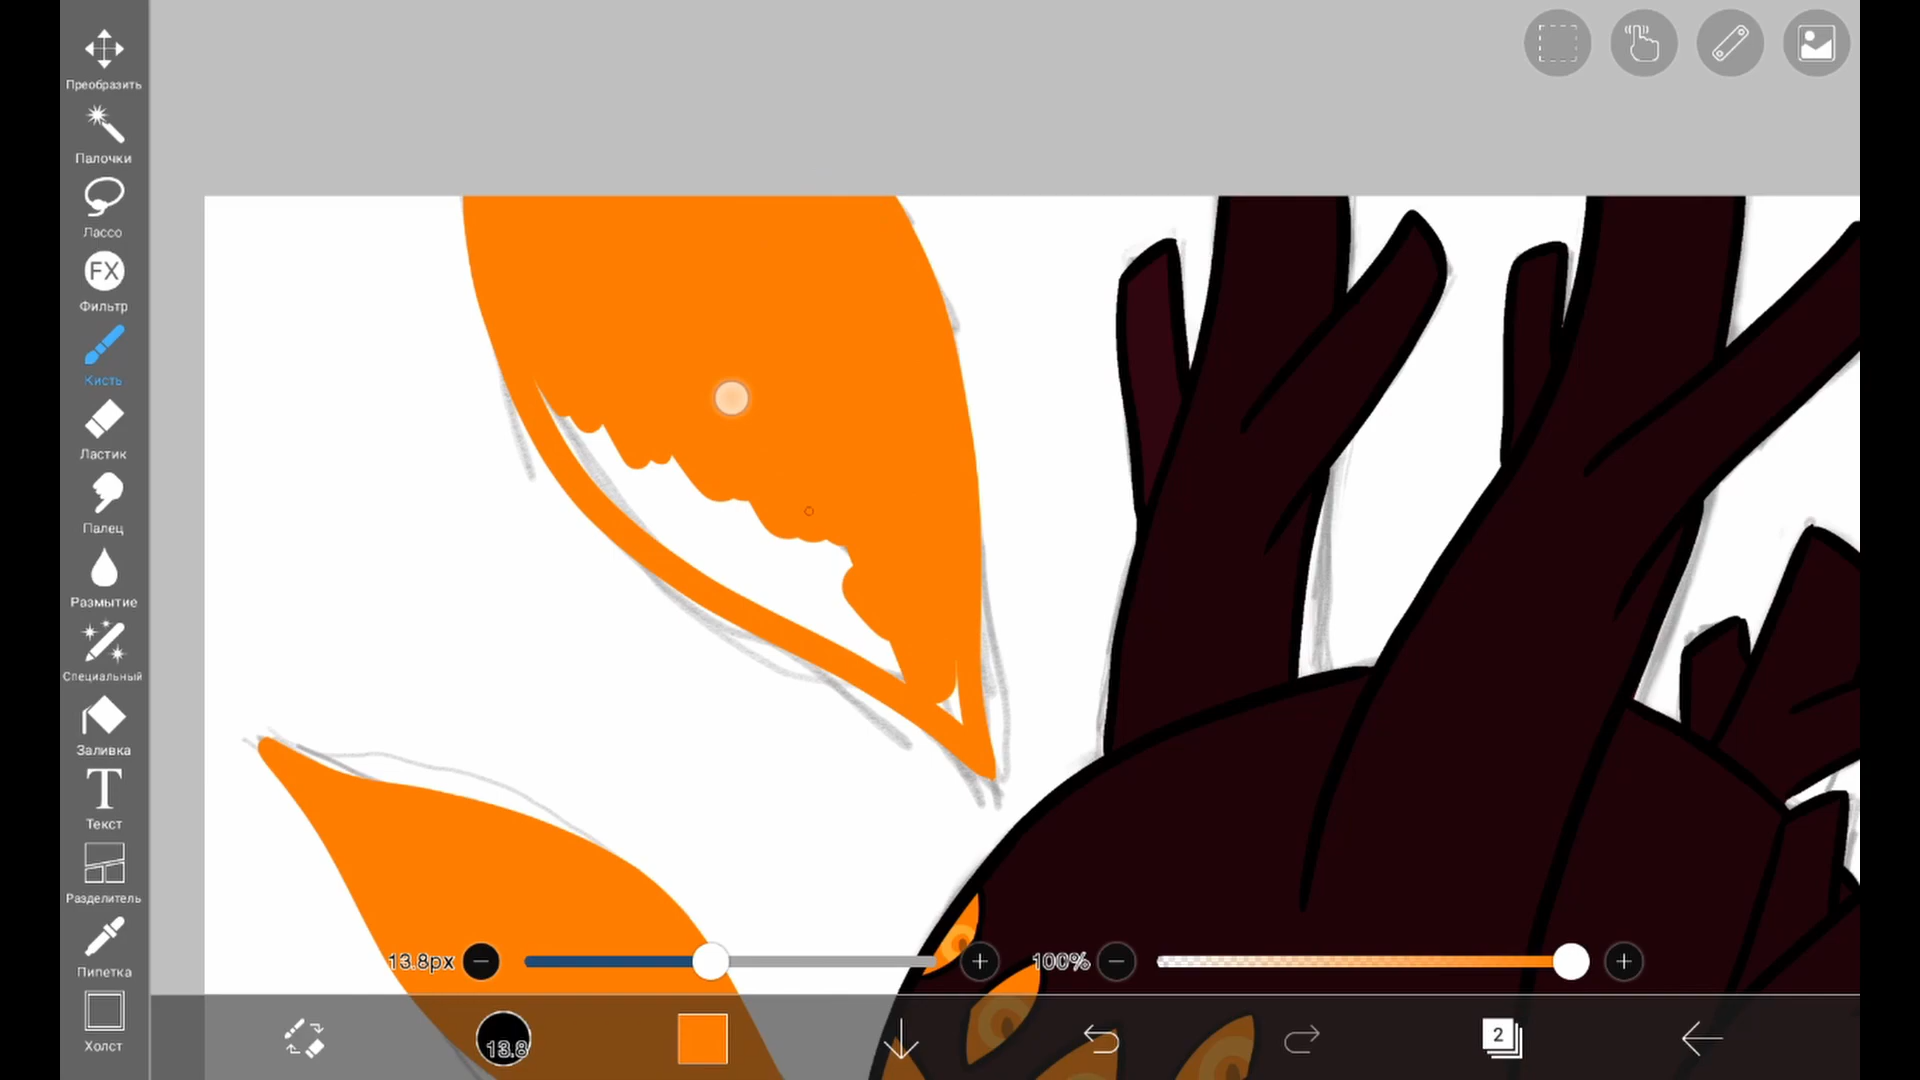 Преобразить
Палочки
Лассо
FX
Фильтр
Кисть
Ластик
Палец
Размытие
Специальный
Заливка
T
Текст
Разделитель
Пипетка
Холст
13.8px
100%
13.8
2